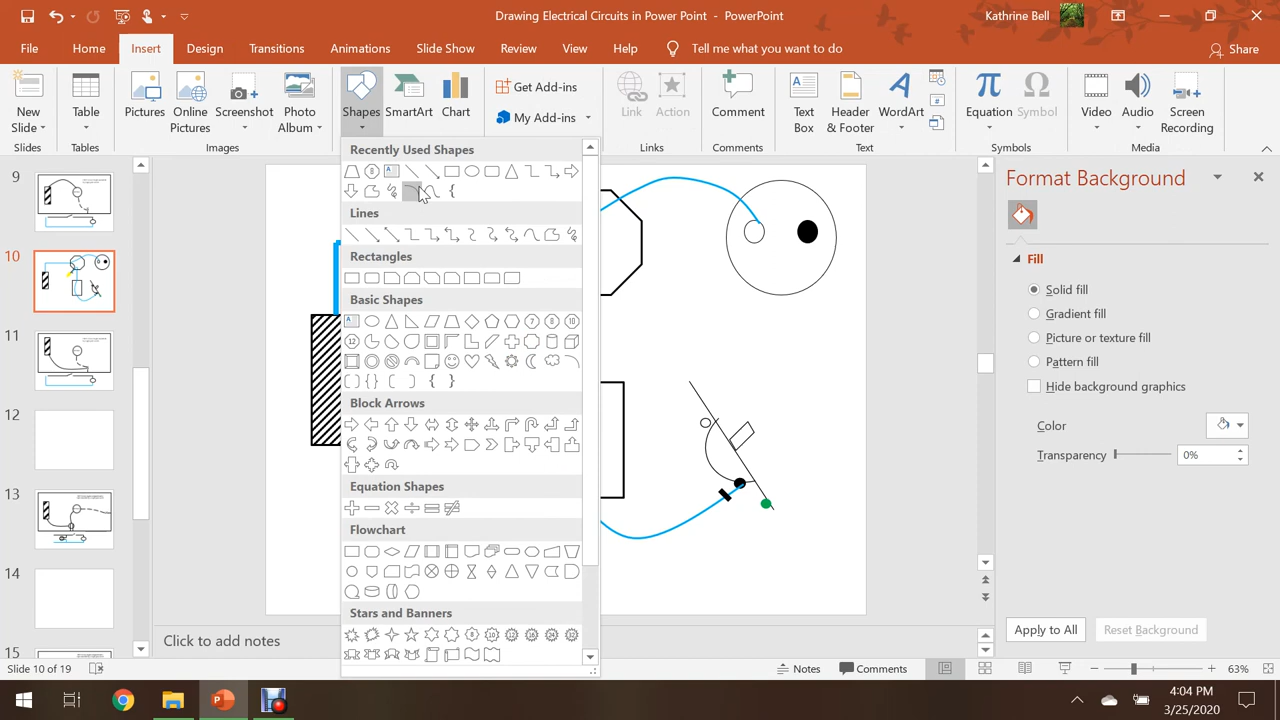 Drawing Electrical Circuits in Power Point - PowerPoint
Kathrine Bell
File Home Insert Design Transitions Animations Slide Show Review View Help Tell me what you want to do Share
New Slide
Table
Pictures
Online Pictures
Screenshot
Photo Album
Shapes
SmartArt
Chart
Get Add-ins
My Add-ins
Link
Action
Comment
Text Box
Header & Footer
WordArt
Equation
Symbol
Video
Audio
Screen Recording
Slides
Tables
Images
Links
Comments
Text
Symbols
Media
Recently Used Shapes
Lines
Rectangles
Basic Shapes
Block Arrows
Equation Shapes
Flowchart
Stars and Banners
9
10
11
12
13
14
15
Click to add notes
Format Background
Fill
Solid fill
Gradient fill
Picture or texture fill
Pattern fill
Hide background graphics
Color
Transparency
0%
Apply to All
Reset Background
Slide 10 of 19
Notes
Comments
63%
4:04 PM
3/25/2020